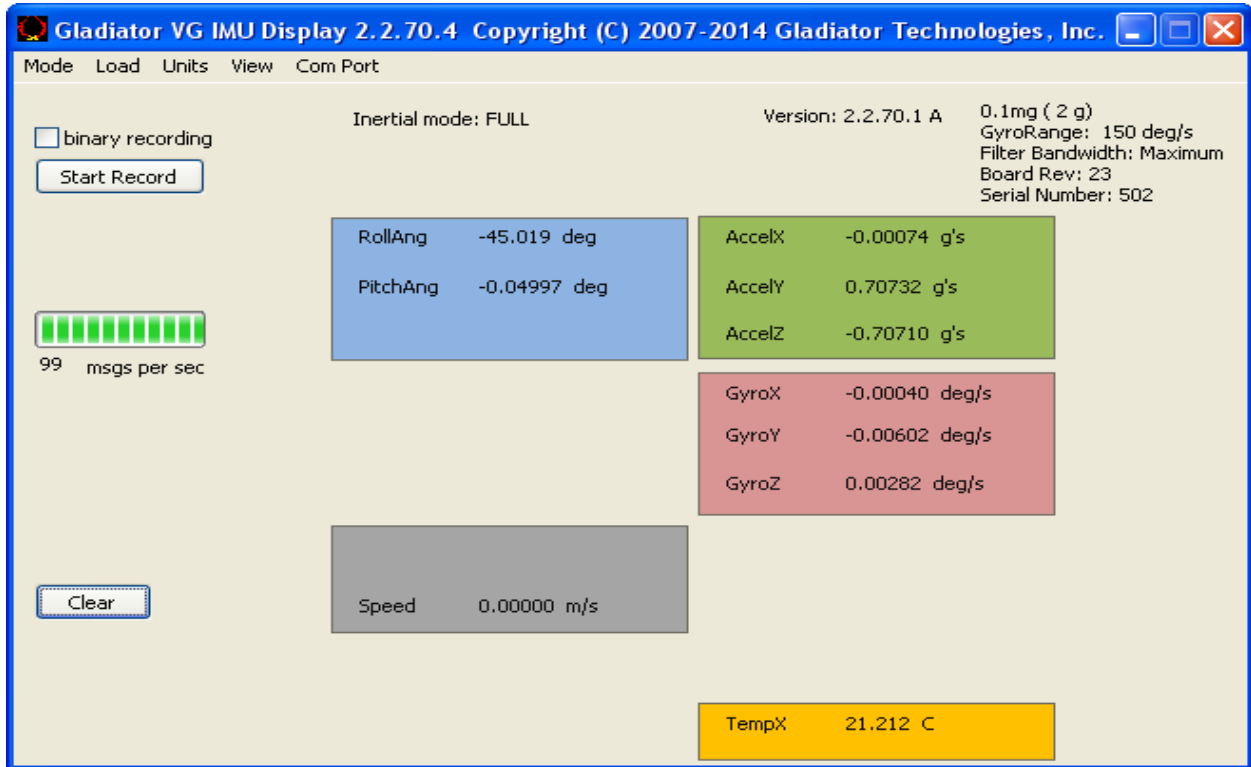 Gladiator VG IMU Display 2.2.70.4 Copyright (C) 2007-2014 Gladiator Technologies, Inc.
Mode Load Units View Com Port
binary recording
Start Record
Inertial mode: FULL
Version: 2.2.70.1 A
0.1mg ( 2 g)
GyroRange: 150 deg/s
Filter Bandwidth: Maximum
Board Rev: 23
Serial Number: 502
RollAng -45.019 deg
PitchAng -0.04997 deg
AccelX -0.00074 g's
AccelY 0.70732 g's
AccelZ -0.70710 g's
99 msgs per sec
GyroX -0.00040 deg/s
GyroY -0.00602 deg/s
GyroZ 0.00282 deg/s
Clear
Speed 0.00000 m/s
TempX 21.212 C